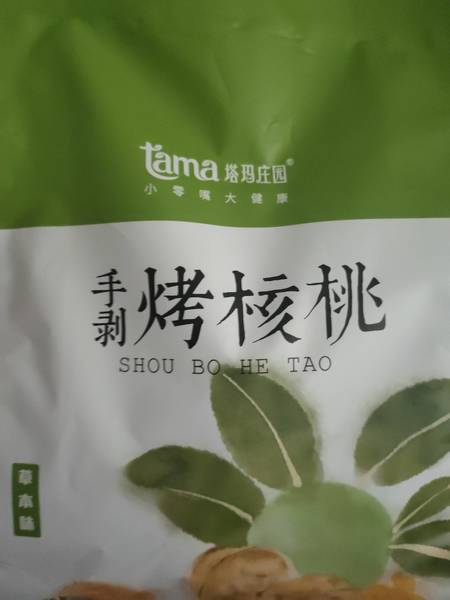 tama 塔玛庄园®
小零嘴大健康
手剥
烤核桃
SHOU BO HE TAO
草本味